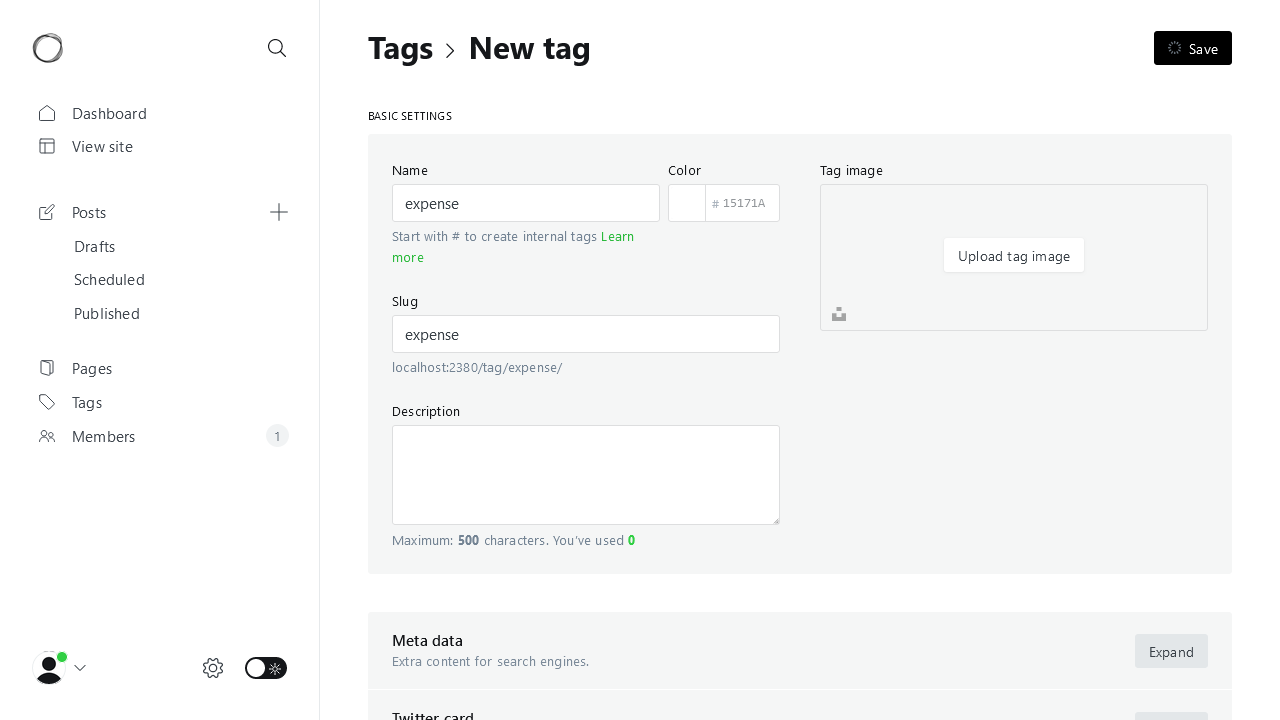 Tags
New tag
Save
Dashboard
View site
Posts
Drafts
Scheduled
Published
Pages
Tags
Members
1
BASIC SETTINGS
Name
expense
Start with # to create internal tags Learn
more
Color
# 15171A
Slug
expense
localhost:2380/tag/expense/
Description
Maximum: 500 characters. You've used 0
Tag image
Upload tag image
Meta data
Extra content for search engines.
Expand
Twitter card